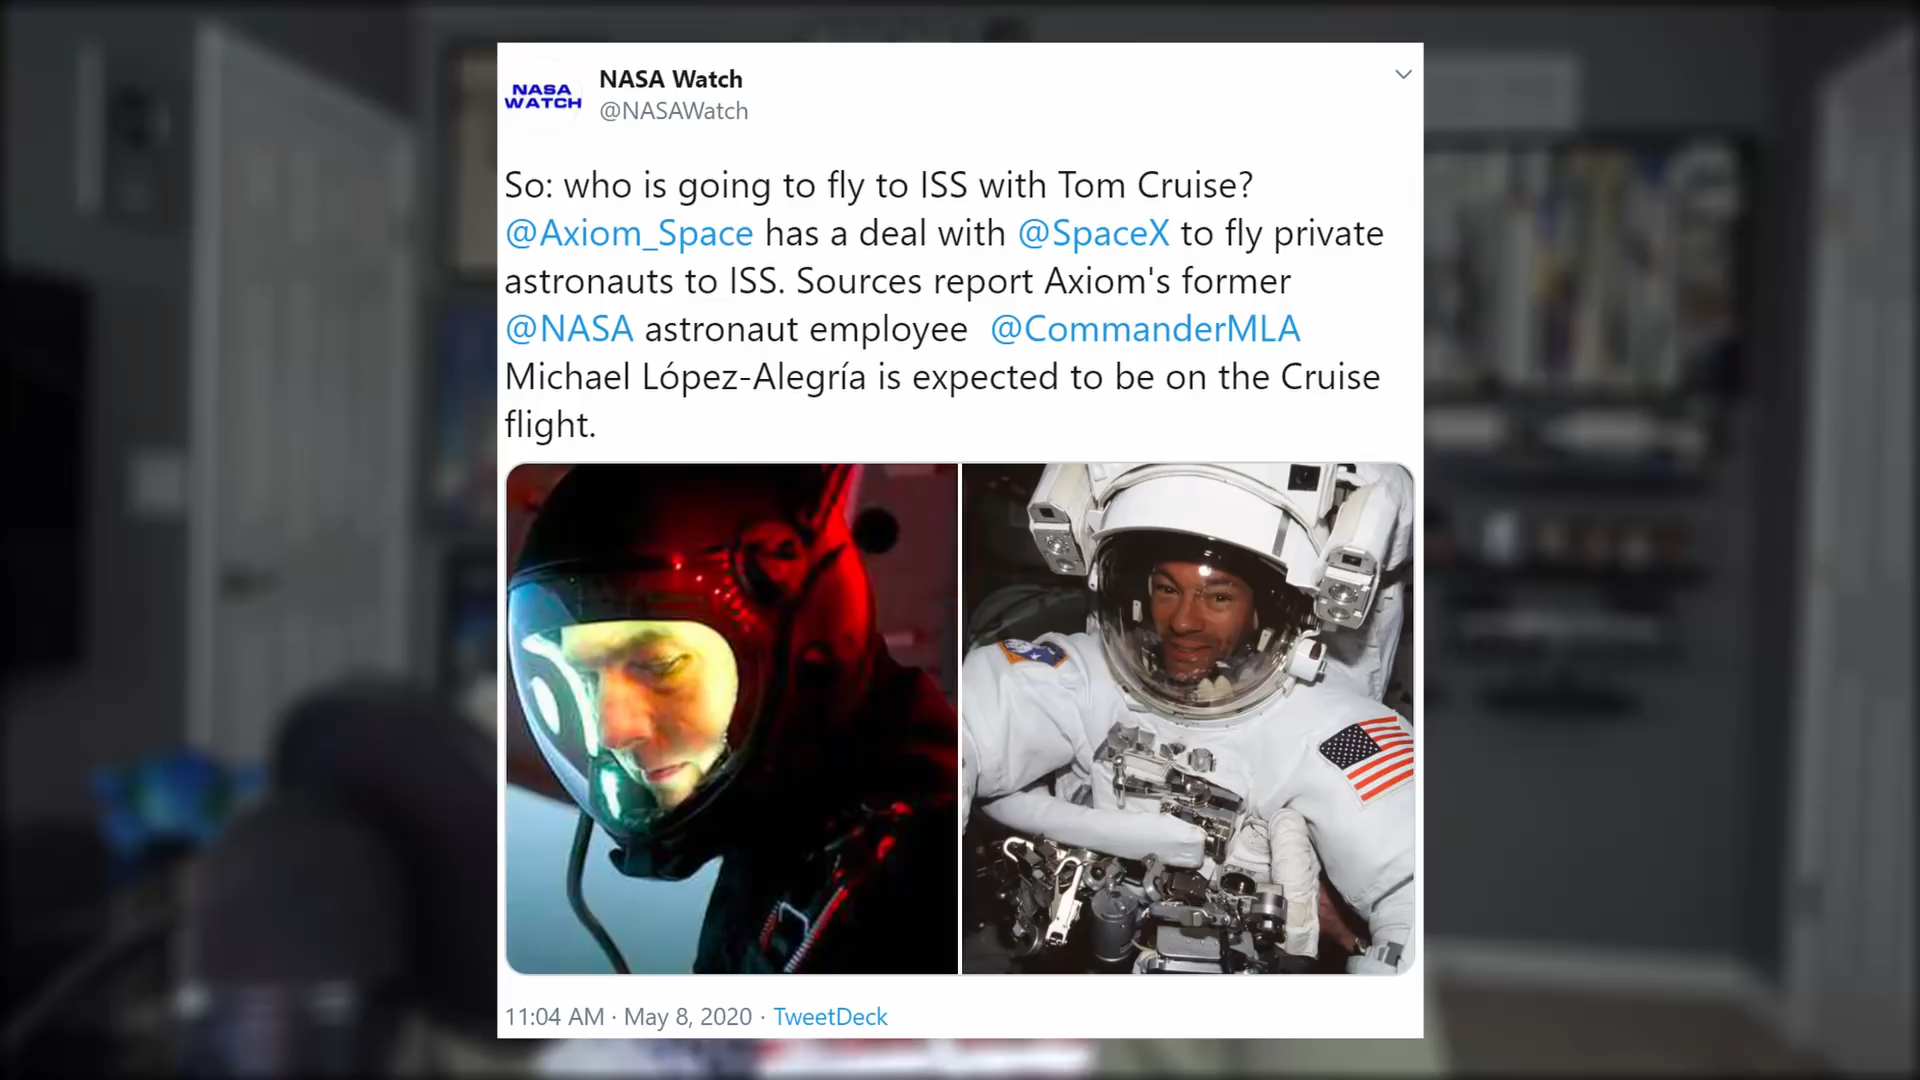 NASA
WATCH
NASA Watch
@NASAWatch
So: who is going to fly to ISS with Tom Cruise?
@Axiom_Space has a deal with @SpaceX to fly private
astronauts to ISS. Sources report Axiom's former
@NASA astronaut employee @CommanderMLA
Michael López-Alegría is expected to be on the Cruise
flight.
11:04 AM · May 8, 2020 · TweetDeck